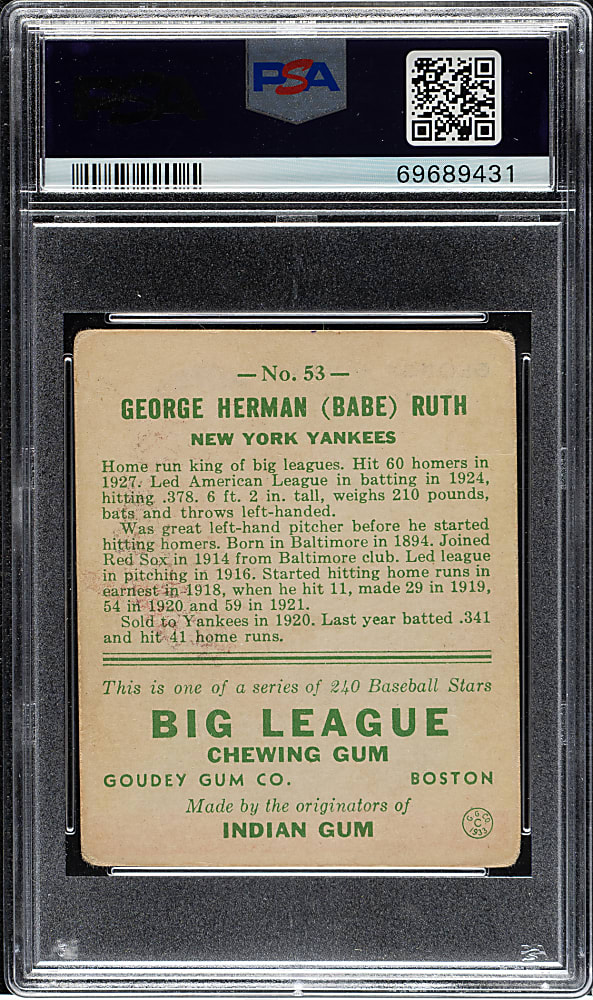 PSA
69689431
— No. 53 —
GEORGE HERMAN (BABE) RUTH
NEW YORK YANKEES
Home run king of big leagues. Hit 60 homers in
1927. Led American League in batting in 1924,
hitting .378. 6 ft. 2 in. tall, weighs 210 pounds,
bats and throws left-handed.
Was great left-hand pitcher before he started
hitting homers. Born in Baltimore in 1894. Joined
Red Sox in 1914 from Baltimore club. Led league
in pitching in 1916. Started hitting home runs in
earnest in 1918, when he hit 11, made 29 in 1919,
54 in 1920 and 59 in 1921.
Sold to Yankees in 1920. Last year batted .341
and hit 41 home runs.
This is one of a series of 240 Baseball Stars
BIG LEAGUE
CHEWING GUM
GOUDEY GUM CO. BOSTON
Made by the originators of
INDIAN GUM
G. G. CO.
C
1933